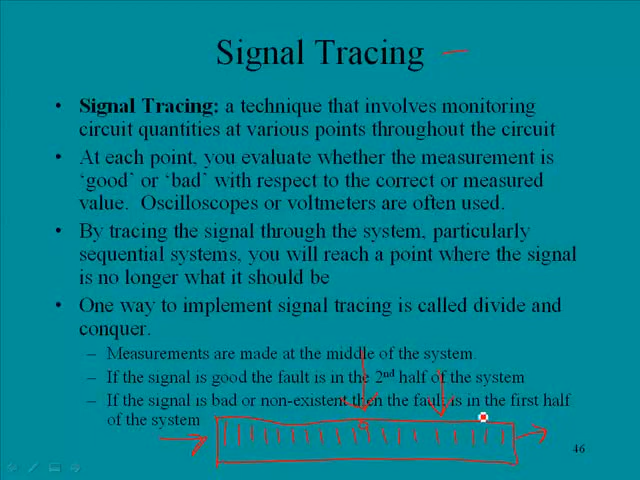 Signal Tracing
• Signal Tracing: a technique that involves monitoring
circuit quantities at various points throughout the circuit
• At each point, you evaluate whether the measurement is
‘good’ or ‘bad’ with respect to the correct or measured
value. Oscilloscopes or voltmeters are often used.
• By tracing the signal through the system, particularly
sequential systems, you will reach a point where the signal
is no longer what it should be
• One way to implement signal tracing is called divide and
conquer.
– Measurements are made at the middle of the system.
– If the signal is good the fault is in the 2nd half of the system
– If the signal is bad or non-existent then the fault is in the first half
of the system
46